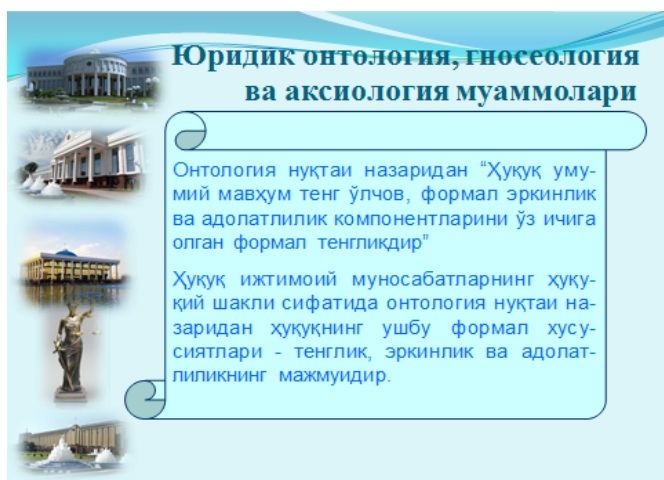 Юридик онтология, гносеология
ва аксиология муаммолари
Онтология нуқтаи назаридан “Ҳуқуқ уму-
мий мавҳум тенг ўлчов, формал эркинлик
ва адолатлилик компонентларини ўз ичига
олган формал тенгликдир”
Ҳуқуқ ижтимоий муносабатларнинг ҳуқу-
қий шакли сифатида онтология нуқтаи на-
заридан ҳуқуқнинг ушбу формал хусу-
сиятлари - тенглик, эркинлик ва адолат-
лиликнинг мажмуидир.